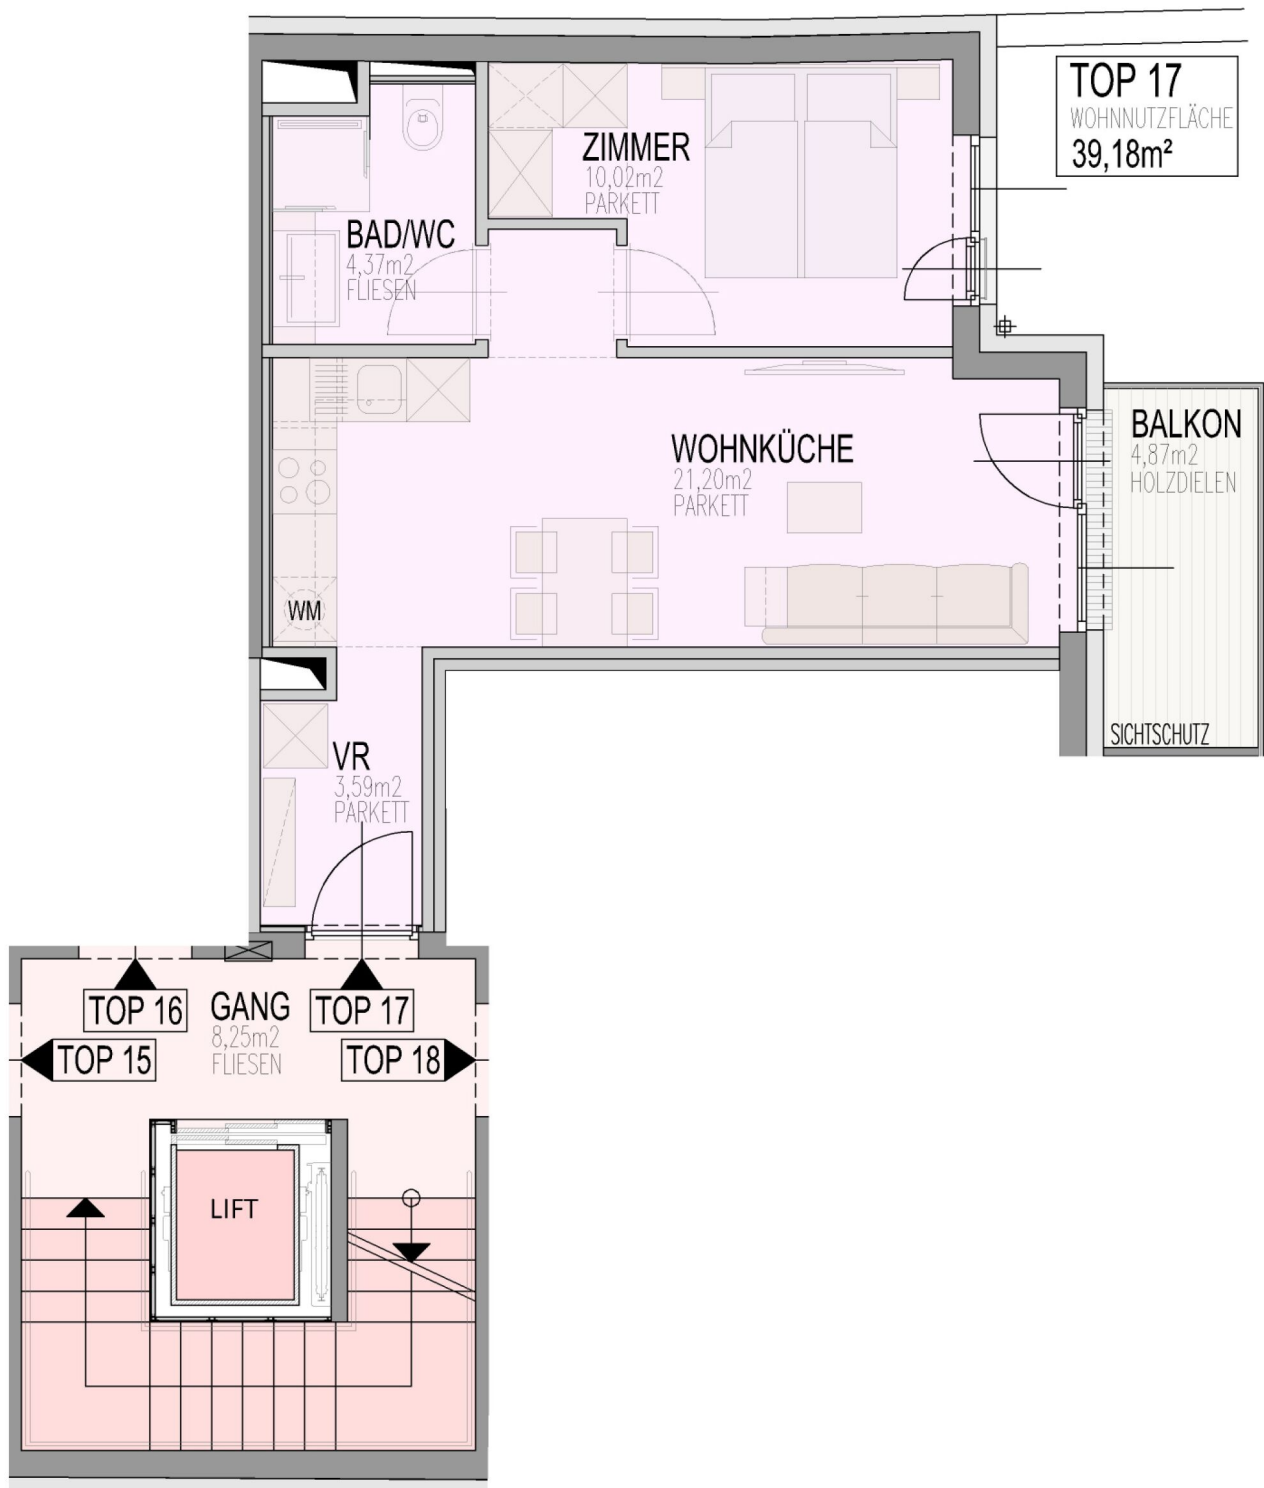 TOP 17
WOHNNUTZFLÄCHE
39,18m²
ZIMMER
10,02m2
PARKETT
BAD/WC
4,37m2
FLIESEN
WOHNKÜCHE
21,20m2
PARKETT
BALKON
4,87m2
HOLZDIELEN
WM
SICHTSCHUTZ
VR
3,59m2
PARKETT
TOP 16
GANG
8,25m2
FLIESEN
TOP 17
TOP 15
TOP 18
LIFT